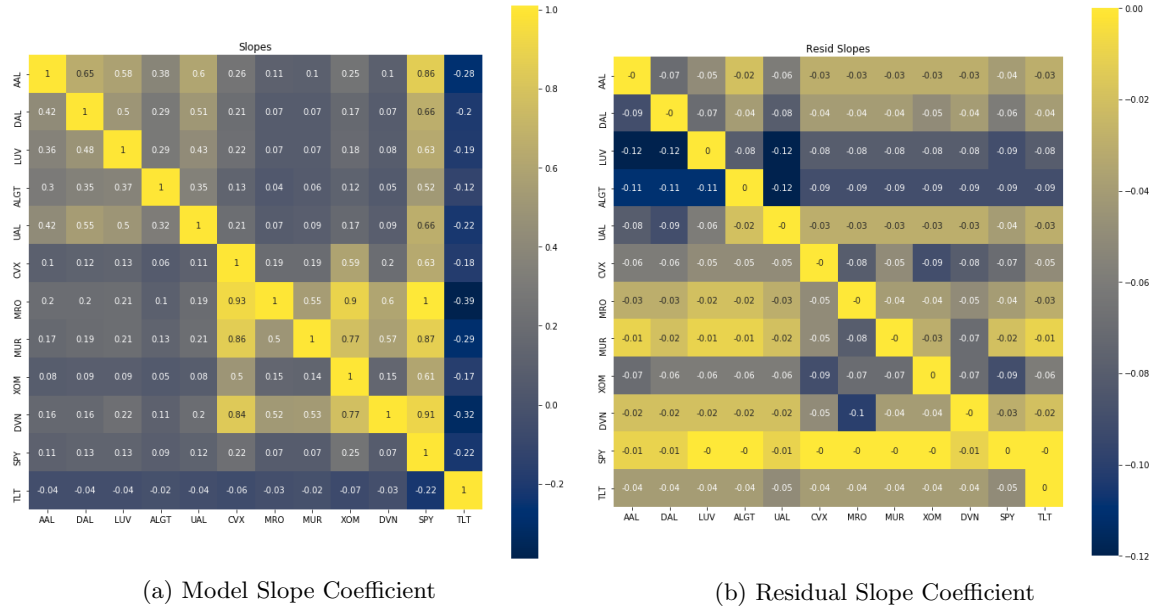 Slopes
AAL 1 0.65 0.58 0.38 0.6 0.26 0.11 0.1 0.25 0.1 0.86 -0.28
DAL 0.42 1 0.5 0.29 0.51 0.21 0.07 0.07 0.17 0.07 0.66 -0.2
LUV 0.36 0.48 1 0.29 0.43 0.22 0.07 0.07 0.18 0.08 0.63 -0.19
ALGT 0.3 0.35 0.37 1 0.35 0.13 0.04 0.06 0.12 0.05 0.52 -0.12
UAL 0.42 0.55 0.5 0.32 1 0.21 0.07 0.07 0.17 0.09 0.66 -0.22
CVX 0.1 0.12 0.13 0.06 0.11 1 0.19 0.19 0.59 0.2 0.63 -0.18
MRO 0.2 0.2 0.21 0.1 0.19 0.93 1 0.55 0.9 0.6 1 -0.39
MUR 0.17 0.19 0.21 0.13 0.21 0.86 0.5 1 0.77 0.57 0.87 -0.29
XOM 0.08 0.09 0.09 0.05 0.08 0.5 0.15 0.14 1 0.15 0.61 -0.17
DVN 0.16 0.16 0.22 0.11 0.2 0.84 0.52 0.53 0.77 1 0.91 -0.32
SPY 0.11 0.13 0.13 0.09 0.12 0.22 0.07 0.07 0.25 0.07 1 -0.22
TLT -0.04 -0.04 -0.04 -0.02 -0.04 -0.06 -0.03 -0.02 -0.07 -0.03 -0.22 1
AAL DAL LUV ALGT UAL CVX MRO MUR XOM DVN SPY TLT
1.0
0.8
0.6
0.4
0.2
0.0
−0.2
(a) Model Slope Coefficient
Resid Slopes
AAL -0 -0.07 -0.05 -0.02 -0.06 -0.03 -0.03 -0.03 -0.03 -0.03 -0.04 -0.03
DAL -0.09 -0 -0.07 -0.04 -0.08 -0.04 -0.04 -0.04 -0.04 -0.04 -0.05 -0.04
LUV -0.12 -0.12 0 -0.08 -0.12 -0.08 -0.08 -0.08 -0.08 -0.08 -0.09 -0.08
ALGT -0.11 -0.11 -0.11 0 -0.12 -0.09 -0.09 -0.09 -0.09 -0.09 -0.09 -0.09
UAL -0.08 -0.09 -0.06 -0.02 -0 -0.03 -0.03 -0.03 -0.03 -0.03 -0.04 -0.03
CVX -0.06 -0.06 -0.05 -0.05 -0.05 -0 -0.08 -0.05 -0.09 -0.08 -0.07 -0.05
MRO -0.03 -0.03 -0.02 -0.02 -0.03 -0.05 -0 -0.04 -0.04 -0.05 -0.04 -0.03
MUR -0.01 -0.02 -0.01 -0.01 -0.02 -0.05 -0.08 -0 -0.03 -0.07 -0.02 -0.01
XOM -0.07 -0.06 -0.06 -0.06 -0.06 -0.09 -0.07 -0.07 0 -0.07 -0.09 -0.06
DVN -0.02 -0.02 -0.02 -0.02 -0.02 -0.05 -0.1 -0.04 -0.04 -0 -0.03 -0.02
SPY -0.01 -0.01 -0 -0 -0.01 -0 -0 -0 -0 -0.01 0 -0
TLT -0.04 -0.04 -0.04 -0.04 -0.05 -0.04 -0.04 -0.04 -0.04 -0.04 -0.05 0
AAL DAL LUV ALGT UAL CVX MRO MUR XOM DVN SPY TLT
0.00
−0.02
−0.04
−0.06
−0.08
−0.10
−0.12
(b) Residual Slope Coefficient